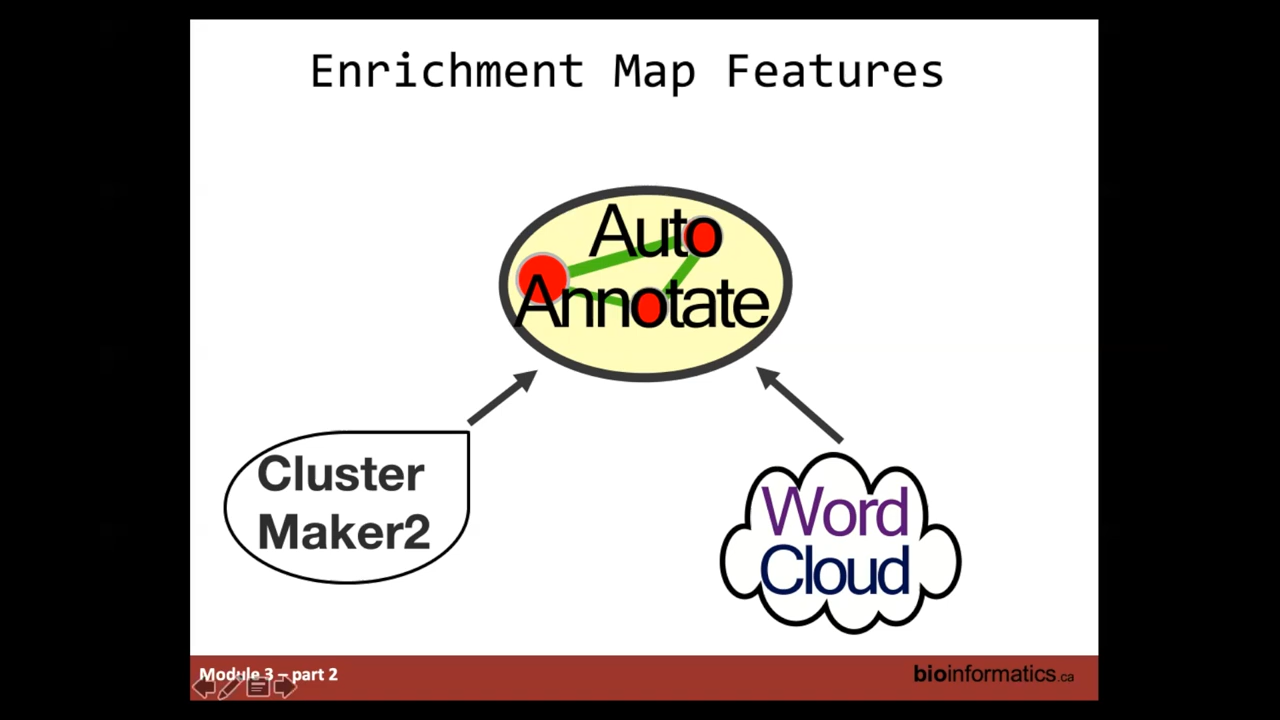 Enrichment Map Features
Auto
Annotate
Cluster
Maker2
Word
Cloud
Module 3 – part 2
bioinformatics.ca